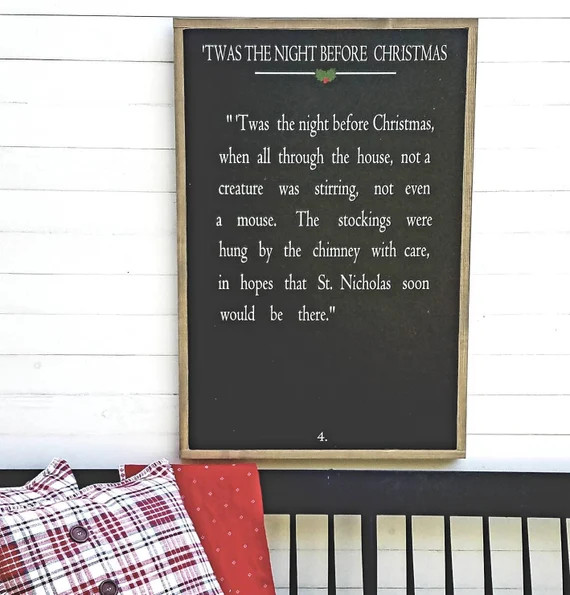 'TWAS THE NIGHT BEFORE CHRISTMAS
" 'Twas the night before Christmas,
when all through the house, not a
creature was stirring, not even
a mouse. The stockings were
hung by the chimney with care,
in hopes that St. Nicholas soon
would be there."
4.